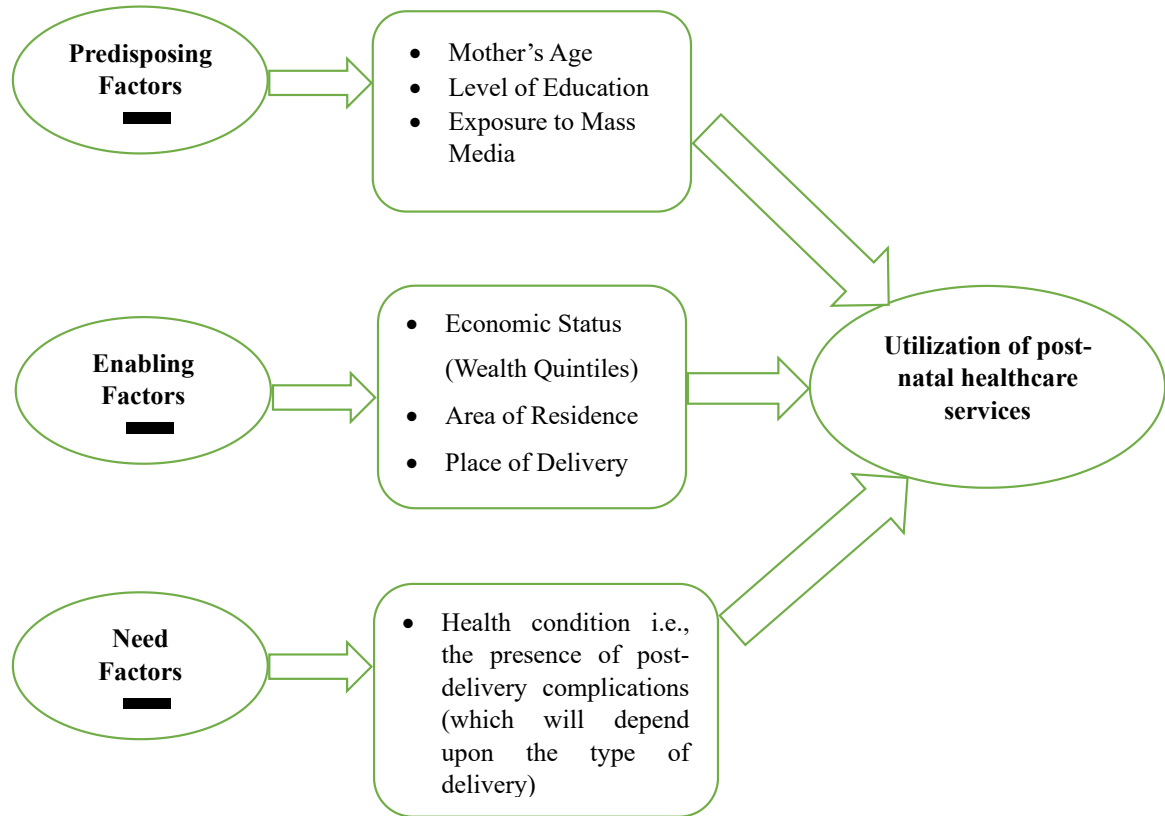 Predisposing
Factors
• Mother’s Age
• Level of Education
• Exposure to Mass
Media
Enabling
Factors
• Economic Status
(Wealth Quintiles)
• Area of Residence
• Place of Delivery
Utilization of post-
natal healthcare
services
Need
Factors
• Health condition i.e.,
the presence of post-
delivery complications
(which will depend
upon the type of
delivery)